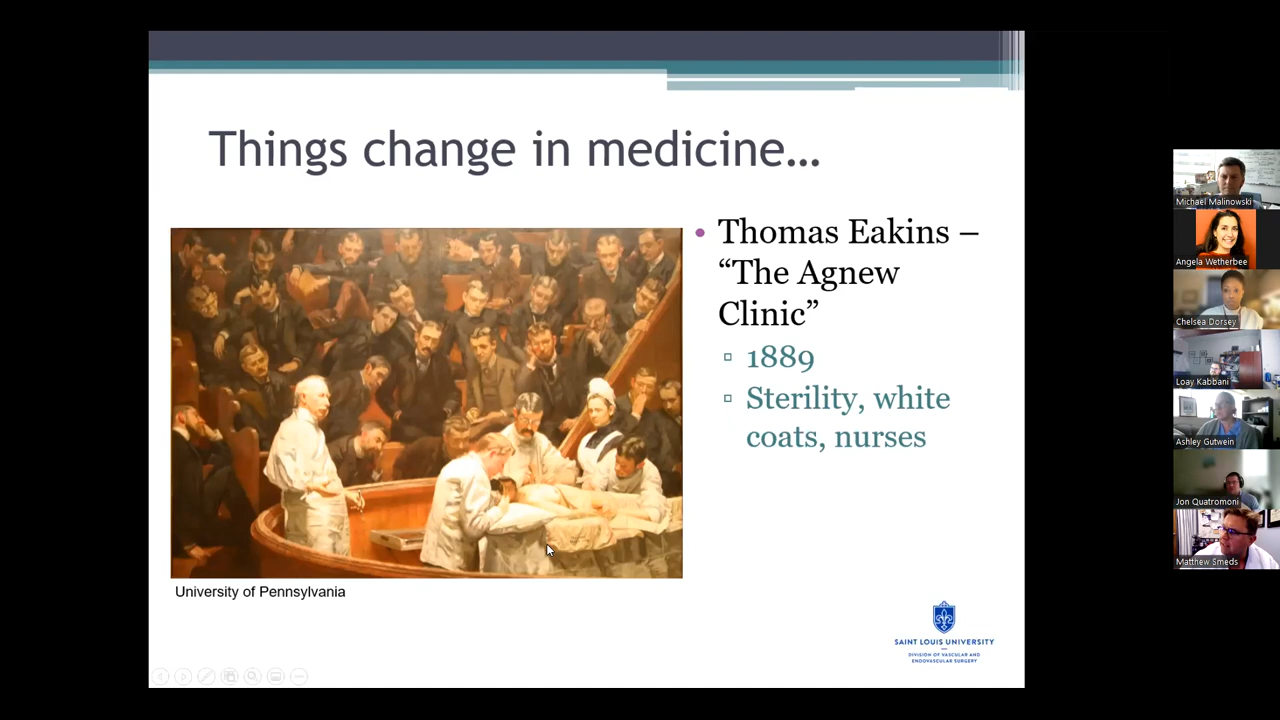 Things change in medicine…
Thomas Eakins –
“The Agnew
Clinic”
1889
Sterility, white
coats, nurses
University of Pennsylvania
SAINT LOUIS UNIVERSITY
DIVISION OF VASCULAR AND
ENDOVASCULAR SURGERY
Michael Malinowski
Angela Wetherbee
Chelsea Dorsey
Loay Kabbani
Ashley Gutwein
Jon Quatromoni
Matthew Smeds